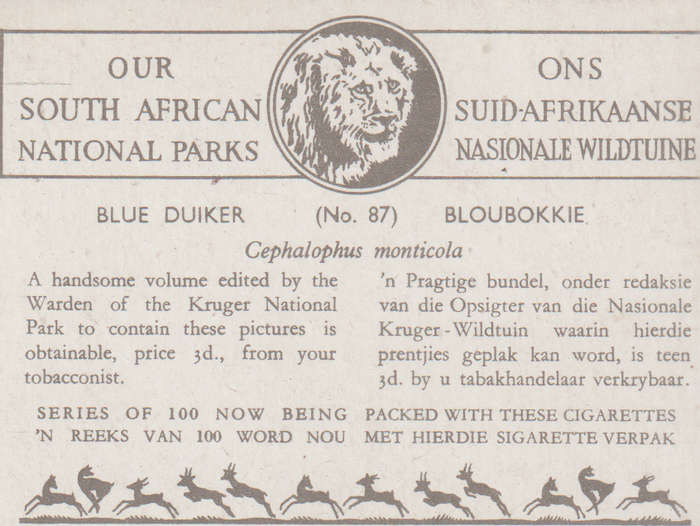 OUR
SOUTH AFRICAN
NATIONAL PARKS
ONS
SUID-AFRIKAANSE
NASIONALE WILDTUINE
BLUE DUIKER (No. 87) BLOUBOKKIE
Cephalophus monticola
A handsome volume edited by the
Warden of the Kruger National
Park to contain these pictures is
obtainable, price 3d., from your
tobacconist.
'n Pragtige bundel, onder redaksie
van die Opsigter van die Nasionale
Kruger-Wildtuin waarin hierdie
prentjies geplak kan word, is teen
3d. by u tabakhandelaar verkrybaar.
SERIES OF 100 NOW BEING PACKED WITH THESE CIGARETTES
'N REEKS VAN 100 WORD NOU MET HIERDIE SIGARETTE VERPAK